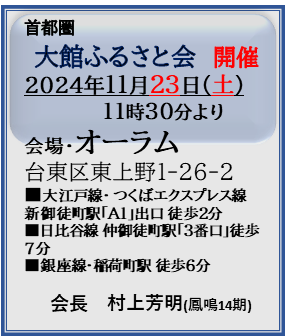 首都圏
大館ふるさと会 開催
2024年11月23日(土)
11時30分より
会場・オーラム
台東区東上野1-26-2
■大江戸線・つくばエクスプレス線
新御徒町駅「A1」出口 徒歩2分
■日比谷線 仲御徒町駅「3番口」徒歩
7分
■銀座線・稲荷町駅 徒歩6分
会長 村上芳明(鳳鳴14期)